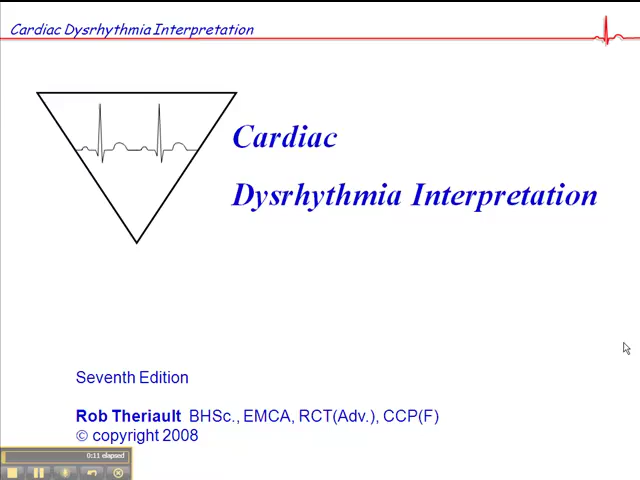 Cardiac Dysrhythmia Interpretation
Cardiac
Dysrhythmia Interpretation
Seventh Edition
Rob Theriault BHSc., EMCA, RCT(Adv.), CCP(F)
© copyright 2008
0:11 elapsed